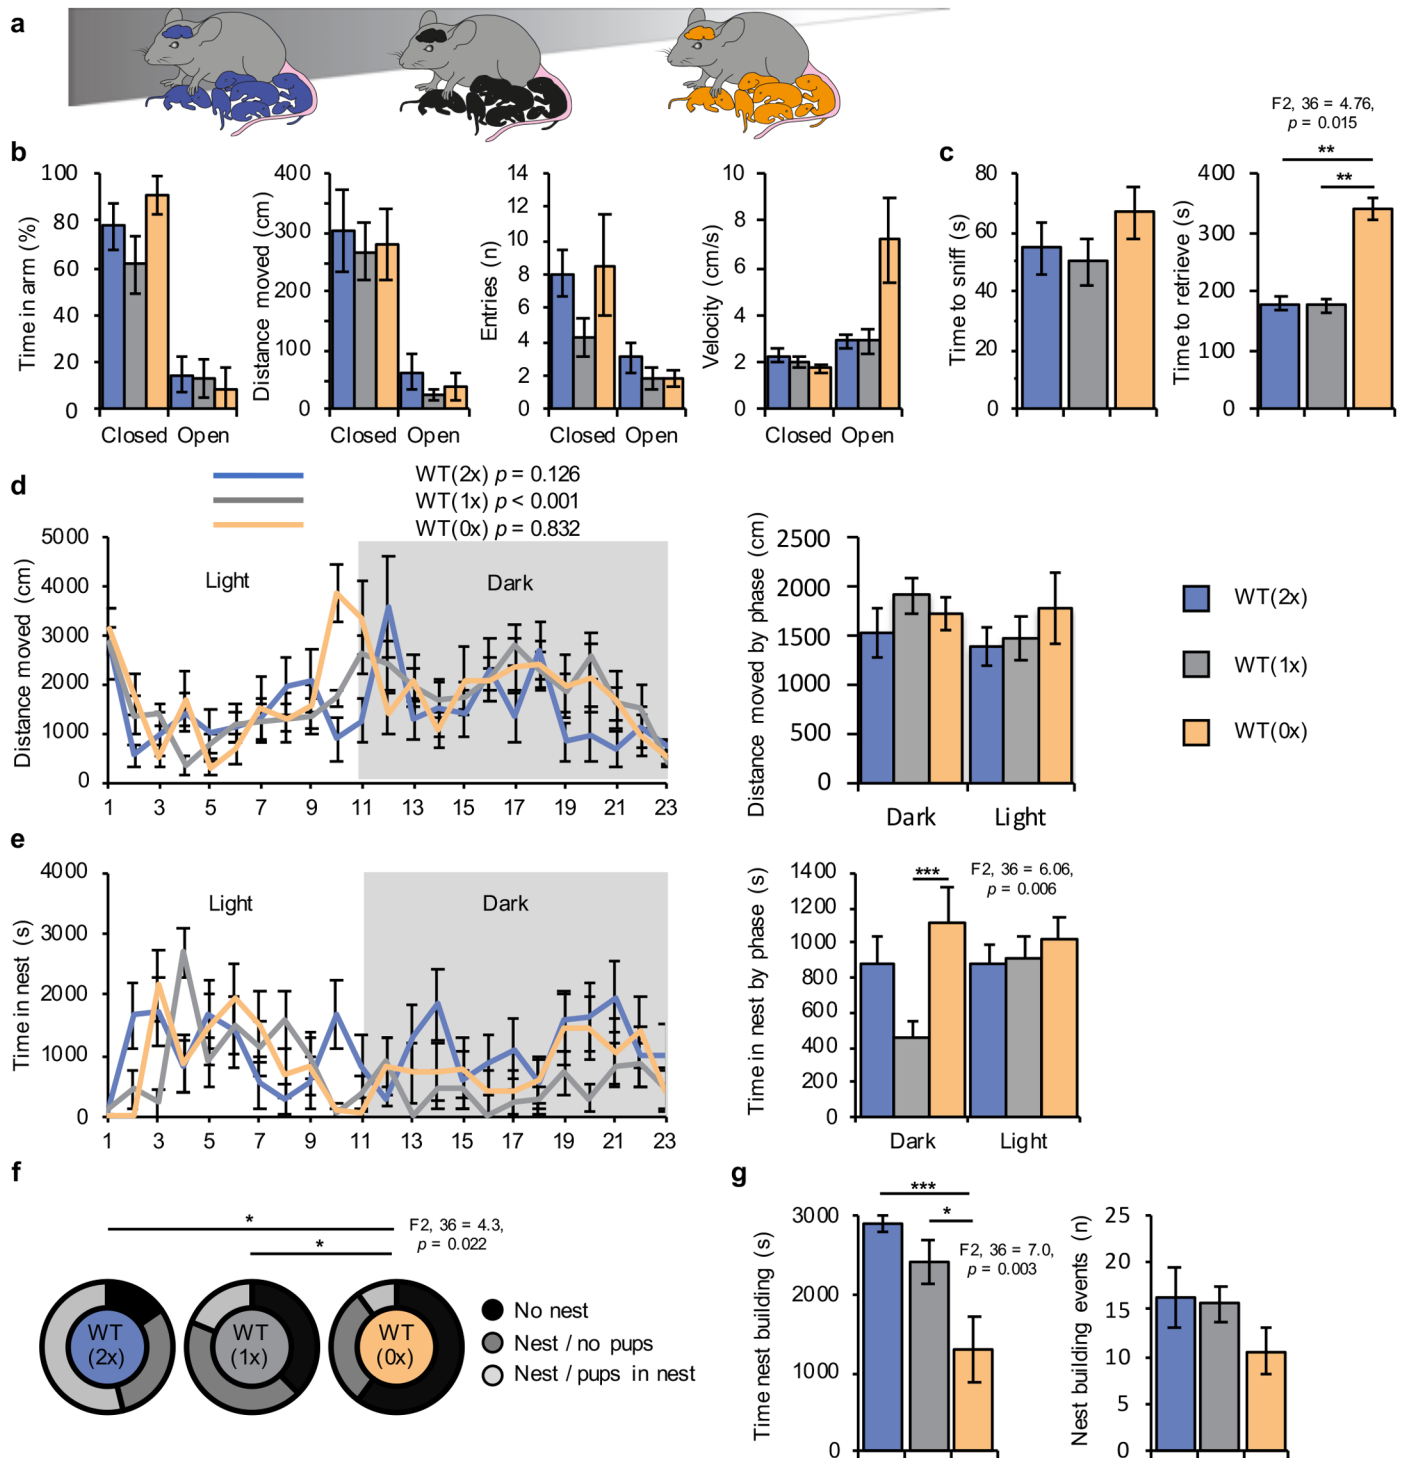 a
F2, 36 = 4.76,
p = 0.015
b
c
**
**
Time in arm (%)
100
80
60
40
20
0
Closed Open
Distance moved (cm)
400
300
200
100
0
Closed Open
Entries (n)
14
12
10
8
6
4
2
0
Closed Open
Velocity (cm/s)
10
8
6
4
2
0
Closed Open
Time to sniff (s)
80
60
40
20
0
Time to retrieve (s)
400
300
200
100
0
d
WT(2x) p = 0.126
WT(1x) p < 0.001
WT(0x) p = 0.832
Distance moved (cm)
5000
4000
3000
2000
1000
0
Light
Dark
1 3 5 7 9 11 13 15 17 19 21 23
Distance moved by phase (cm)
2500
2000
1500
1000
500
0
Dark Light
WT(2x)
WT(1x)
WT(0x)
e
Time in nest (s)
4000
3000
2000
1000
0
Light
Dark
1 3 5 7 9 11 13 15 17 19 21 23
Time in nest by phase (s)
1400
1200
1000
800
600
400
200
0
***
F2, 36 = 6.06,
p = 0.006
Dark Light
f
*
*
F2, 36 = 4.3,
p = 0.022
WT
(2x)
WT
(1x)
WT
(0x)
No nest
Nest / no pups
Nest / pups in nest
g
***
*
F2, 36 = 7.0,
p = 0.003
Time nest building (s)
3000
2000
1000
0
Nest building events (n)
25
20
15
10
5
0